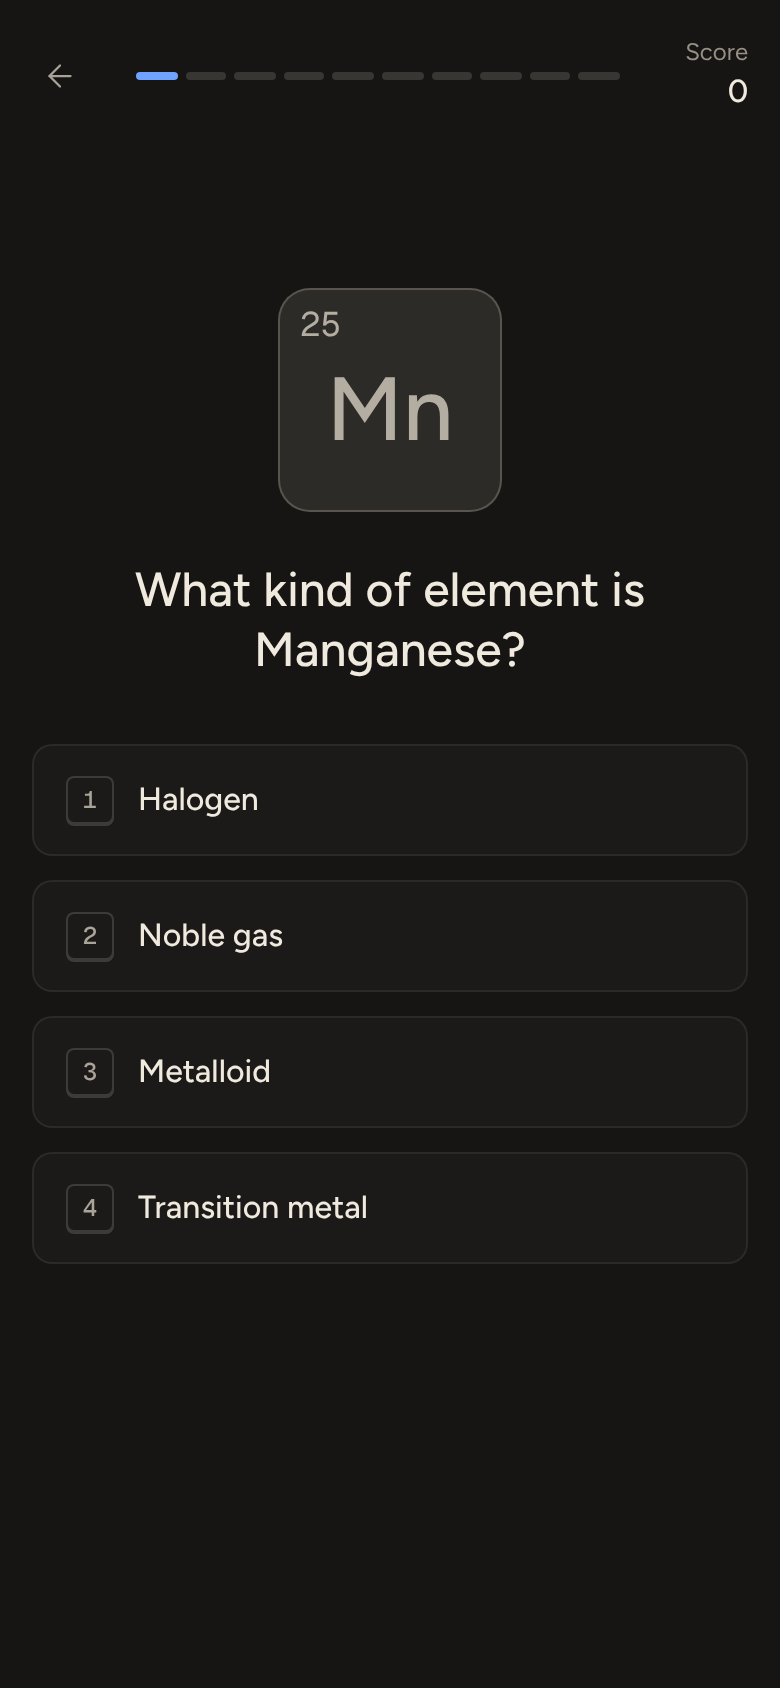 Score
0
25
Mn
What kind of element is
Manganese?
1 Halogen
2 Noble gas
3 Metalloid
4 Transition metal